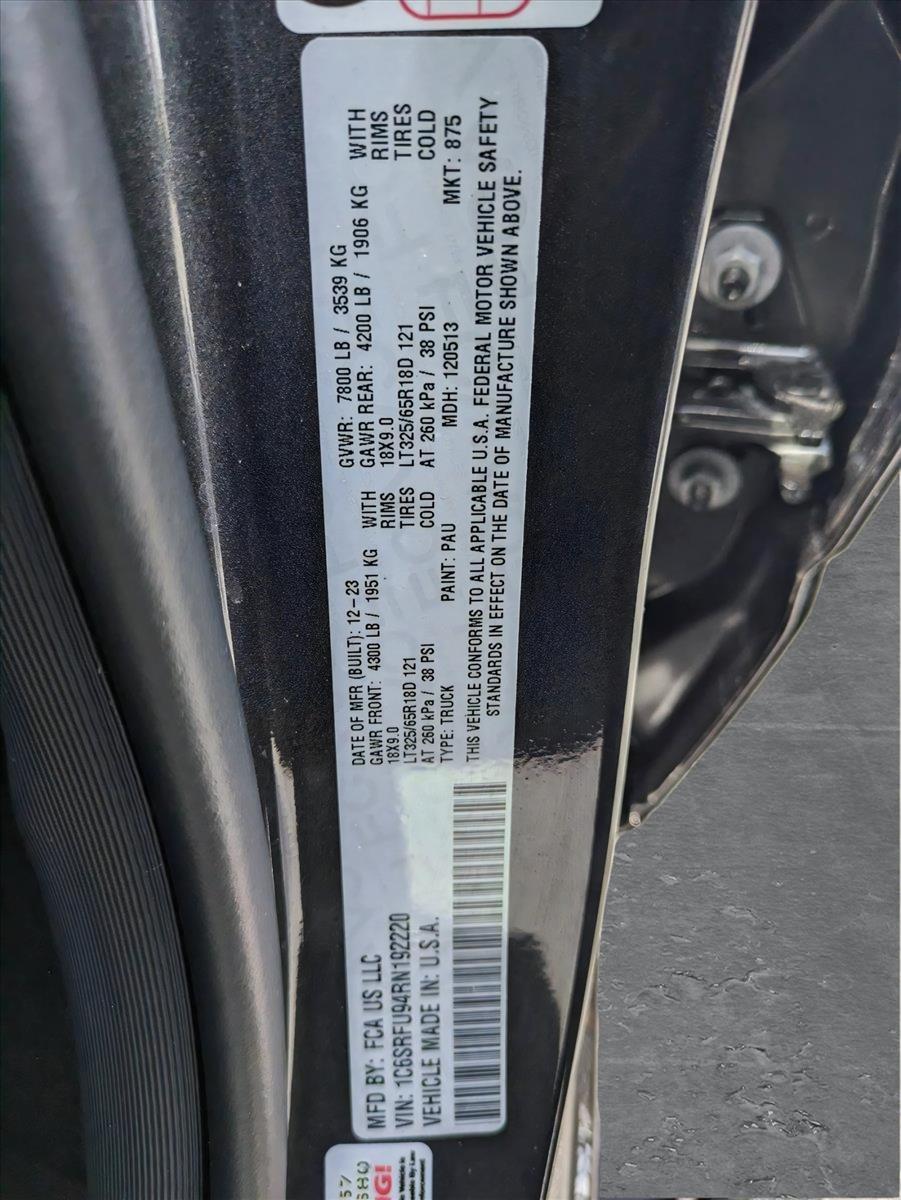 MFD BY: FCA US LLC
DATE OF MFR (BUILT): 12-23
GVWR: 7800 LB / 3539 KG
GAWR FRONT: 4300 LB / 1951 KG WITH
18X9.0 RIMS
LT325/65R18D 121 TIRES
AT 260 kPa / 38 PSI COLD
GAWR REAR: 4200 LB / 1906 KG WITH
18X9.0 RIMS
LT325/65R18D 121 TIRES
AT 260 kPa / 38 PSI COLD
VIN: 1C6SRFU94RN192220
TYPE: TRUCK PAINT: PAU MDH: 120513 MKT: 875
VEHICLE MADE IN: U.S.A.
THIS VEHICLE CONFORMS TO ALL APPLICABLE U.S.A. FEDERAL MOTOR VEHICLE SAFETY
STANDARDS IN EFFECT ON THE DATE OF MANUFACTURE SHOWN ABOVE.
57
680
NG!